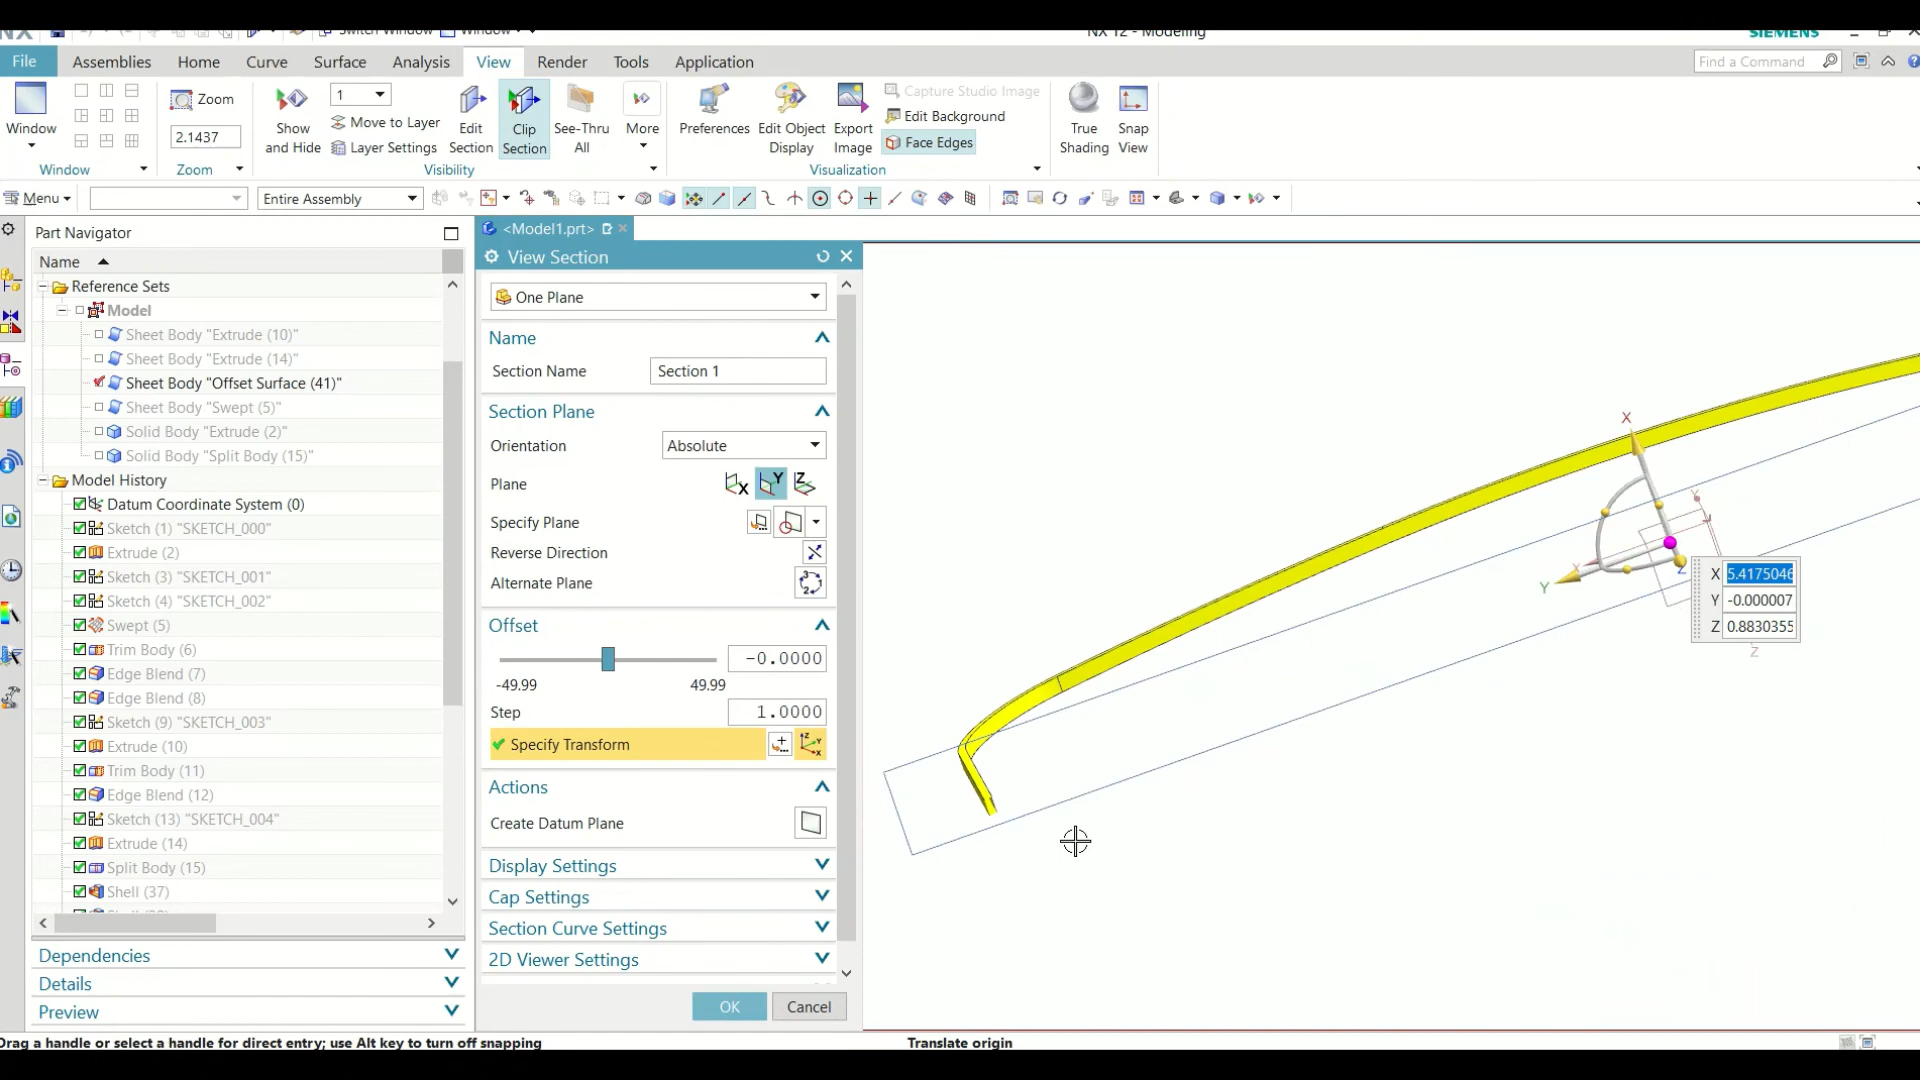 NX
Switch Window
Window
NX 12 - Modeling
SIEMENS
File
Assemblies
Home
Curve
Surface
Analysis
View
Render
Tools
Application
Find a Command
Window
Zoom
2.1437
Show
and Hide
1
Move to Layer
Layer Settings
Edit
Section
Clip
Section
See-Thru
All
More
Preferences
Edit Object
Display
Export
Image
Capture Studio Image
Edit Background
Face Edges
True
Shading
Snap
View
Window
Zoom
Visibility
Visualization
Menu
Entire Assembly
Part Navigator
Name
Reference Sets
Model
Sheet Body "Extrude (10)"
Sheet Body "Extrude (14)"
Sheet Body "Offset Surface (41)"
Sheet Body "Swept (5)"
Solid Body "Extrude (2)"
Solid Body "Split Body (15)"
Model History
Datum Coordinate System (0)
Sketch (1) "SKETCH_000"
Extrude (2)
Sketch (3) "SKETCH_001"
Sketch (4) "SKETCH_002"
Swept (5)
Trim Body (6)
Edge Blend (7)
Edge Blend (8)
Sketch (9) "SKETCH_003"
Extrude (10)
Trim Body (11)
Edge Blend (12)
Sketch (13) "SKETCH_004"
Extrude (14)
Split Body (15)
Shell (37)
Dependencies
Details
Preview
<Model1.prt>
View Section
One Plane
Name
Section Name
Section 1
Section Plane
Orientation
Absolute
Plane
X
Y
Z
Specify Plane
Reverse Direction
Alternate Plane
Offset
-0.0000
-49.99
49.99
Step
1.0000
Specify Transform
Actions
Create Datum Plane
Display Settings
Cap Settings
Section Curve Settings
2D Viewer Settings
OK
Cancel
X
Y
X
Y
Z
X 5.4175046
Y -0.000007
Z 0.8830355
Z
Drag a handle or select a handle for direct entry; use Alt key to turn off snapping
Translate origin